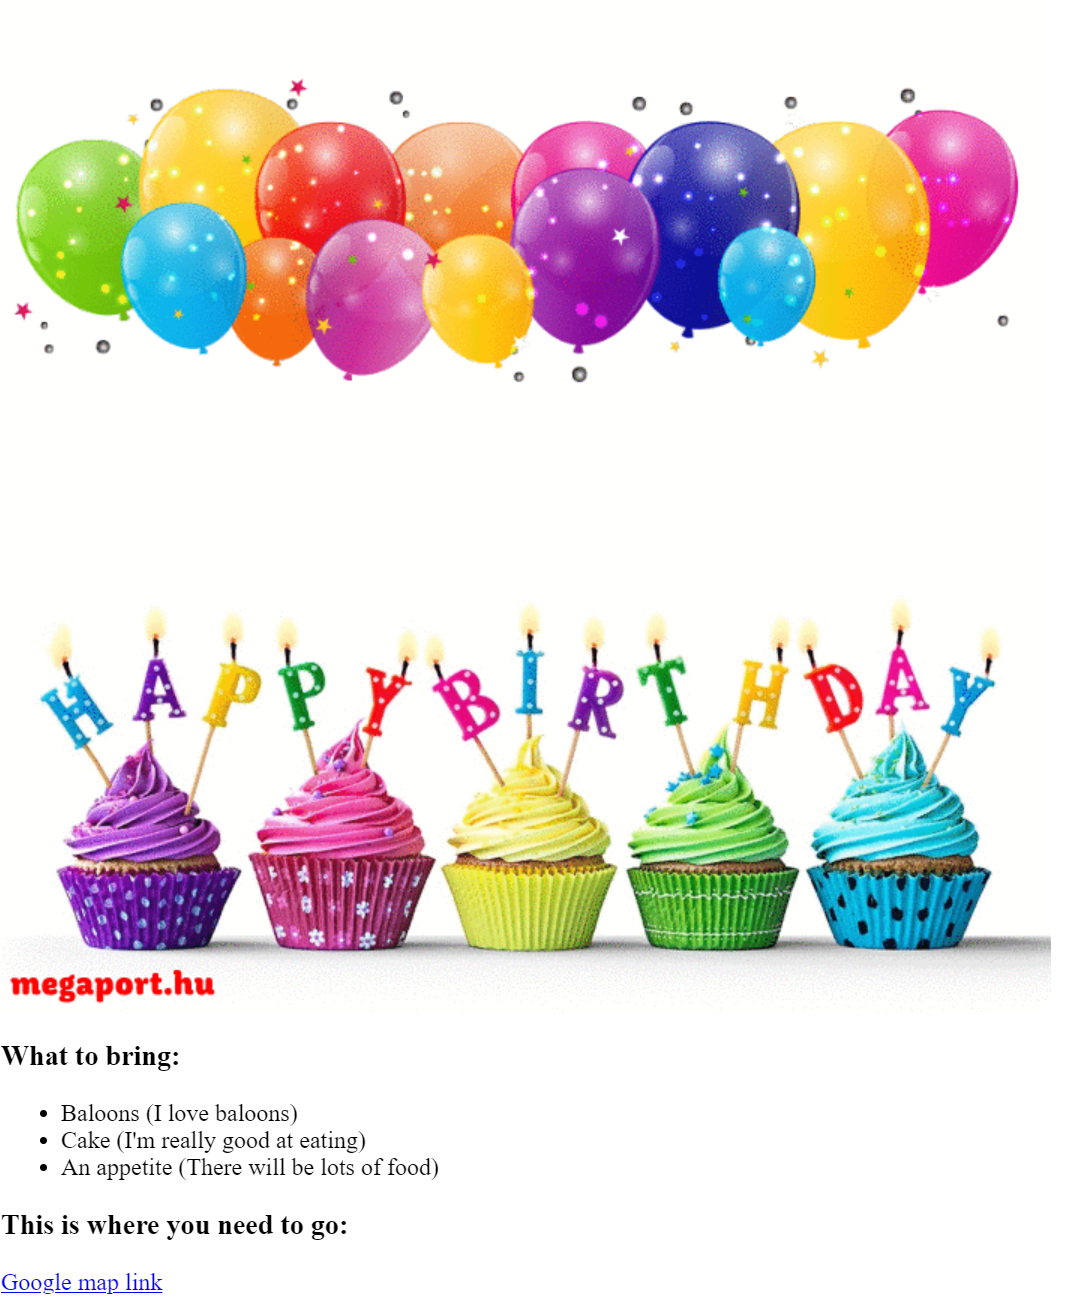 HAPPY BIRTHDAY
megaport.hu
What to bring:
Baloons (I love baloons)
Cake (I'm really good at eating)
An appetite (There will be lots of food)
This is where you need to go:
Google map link